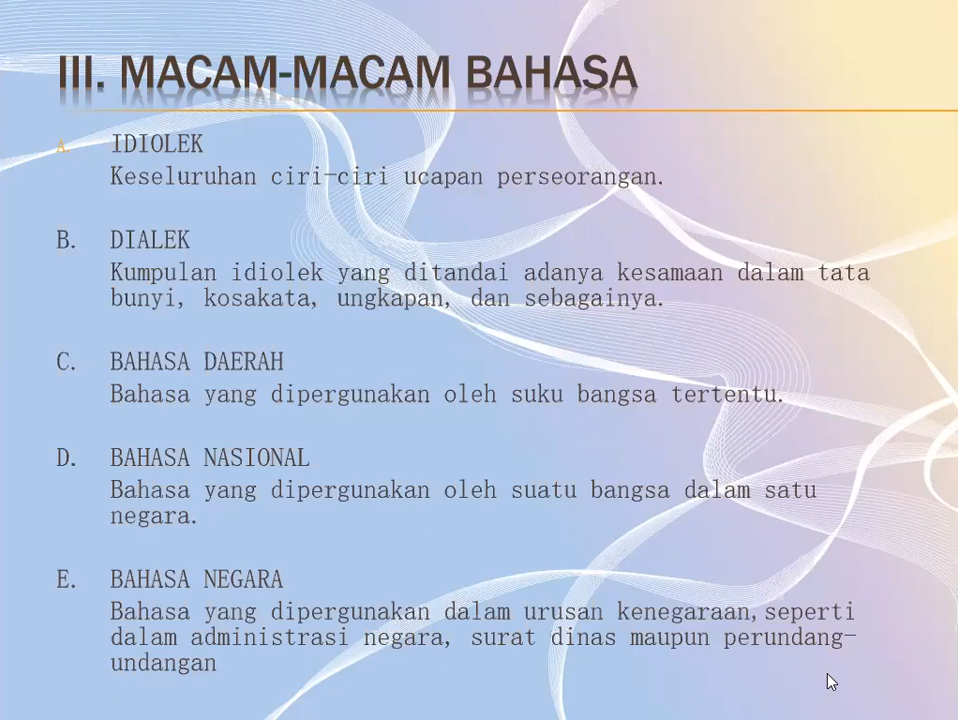 III. MACAM-MACAM BAHASA
A. IDIOLEK
Keseluruhan ciri-ciri ucapan perseorangan.
B. DIALEK
Kumpulan idiolek yang ditandai adanya kesamaan dalam tata
bunyi, kosakata, ungkapan, dan sebagainya.
C. BAHASA DAERAH
Bahasa yang dipergunakan oleh suku bangsa tertentu.
D. BAHASA NASIONAL
Bahasa yang dipergunakan oleh suatu bangsa dalam satu
negara.
E. BAHASA NEGARA
Bahasa yang dipergunakan dalam urusan kenegaraan,seperti
dalam administrasi negara, surat dinas maupun perundang-
undangan